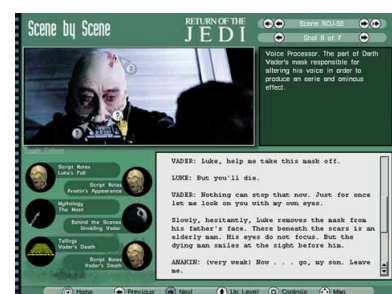 Scene by Scene
RETURN OF THE
JEDI
Scene ROJ-55
Shot 6 of 7
Voice Processor. The part of Darth
Vader's mask responsible for
altering his voice in order to
produce an eerie and ominous
effect.
Script Notes
Luke's Fall
Script Notes
Anakin's Appearance
Mythology
The Mask
Behind the Scenes
Unveiling Vader
Tellings
Vader's Death
Script Notes
Vader's Death
VADER: Luke, help me take this mask off.
LUKE: But you'll die.
VADER: Nothing can stop that now. Just for once
let me look on you with my own eyes.
Slowly, hesitantly, Luke removes the mask from
his father's face. There beneath the scars is an
elderly man. His eyes do not focus. But the
dying man smiles at the sight before him.
ANAKIN: (very weak) Now . . . go, my son. Leave
me.
Home
Previous
Next
Up Level
Controls
Map